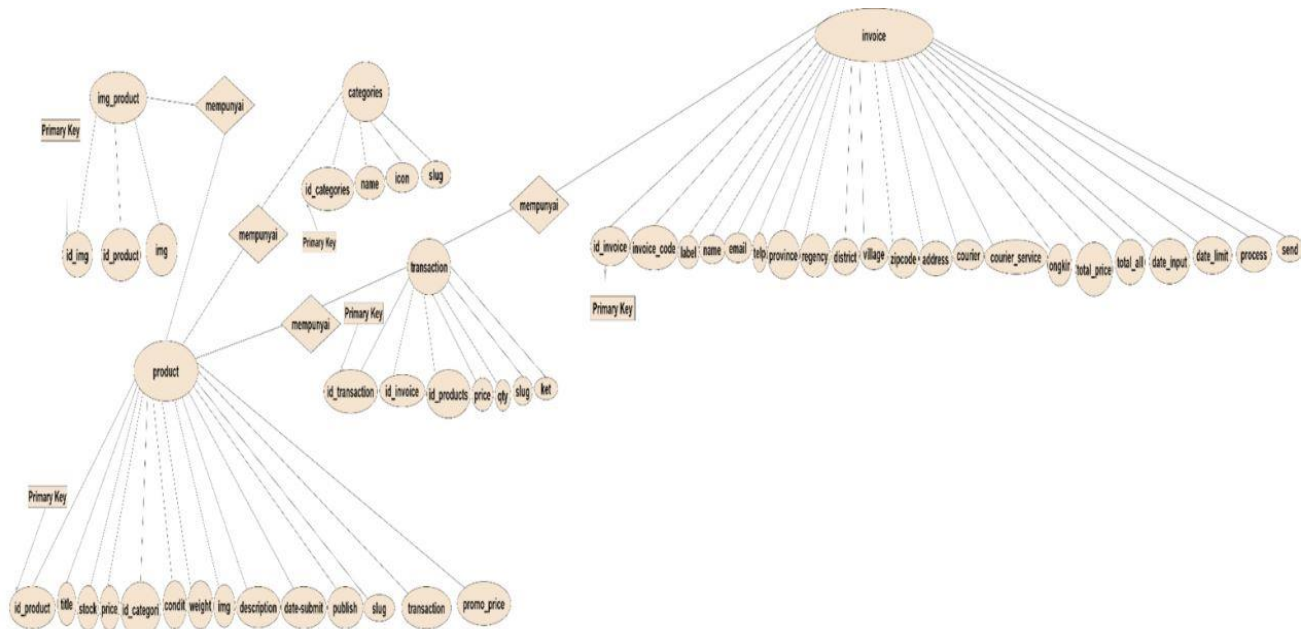 invoice
img_product
mempunyai
categories
Primary Key
id_img
id_product
img
id_categories
name
icon
slug
Primary Key
mempunyai
mempunyai
transaction
mempunyai
Primary Key
id_transaction
id_invoice
id_products
price
qty
slug
ket
id_invoice
invoice_code
label
name
email
telp
province
regency
district
village
zipcode
address
courier
courier_service
ongkir
total_price
total_all
date_input
date_limit
process
send
Primary Key
product
Primary Key
id_product
title
stock
price
id_categori
condit
weight
img
description
date-submit
publish
slug
transaction
promo_price